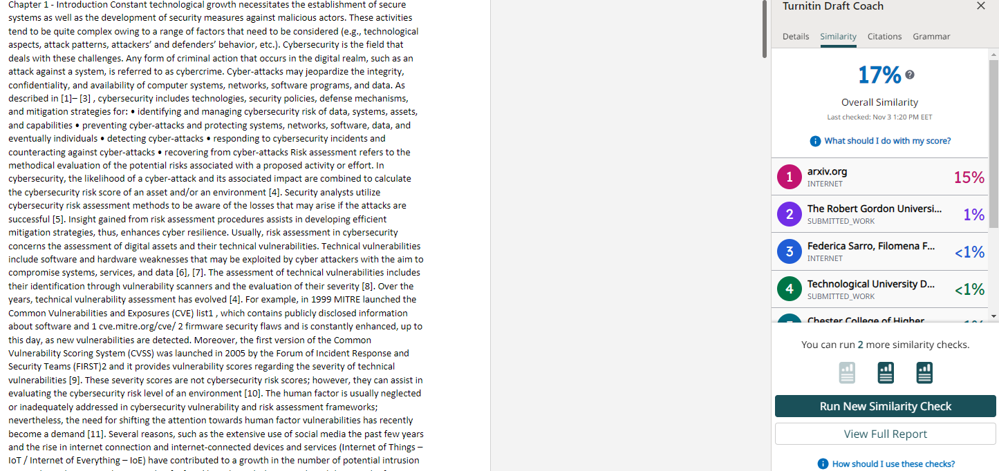 Chapter 1 - Introduction Constant technological growth necessitates the establishment of secure
systems as well as the development of security measures against malicious actors. These activities
tend to be quite complex owing to a range of factors that need to be considered (e.g., technological
aspects, attack patterns, attackers' and defenders' behavior, etc.). Cybersecurity is the field that
deals with these challenges. Any form of criminal action that occurs in the digital realm, such as an
attack against a system, is referred to as cybercrime. Cyber-attacks may jeopardize the integrity,
confidentiality, and availability of computer systems, networks, software programs, and data. As
described in [1]– [3] , cybersecurity includes technologies, security policies, defense mechanisms,
and mitigation strategies for: • identifying and managing cybersecurity risk of data, systems, assets,
and capabilities • preventing cyber-attacks and protecting systems, networks, software, data, and
eventually individuals • detecting cyber-attacks • responding to cybersecurity incidents and
counteracting against cyber-attacks • recovering from cyber-attacks Risk assessment refers to the
methodical evaluation of the potential risks associated with a proposed activity or effort. In
cybersecurity, the likelihood of a cyber-attack and its associated impact are combined to calculate
the cybersecurity risk score of an asset and/or an environment [4]. Security analysts utilize
cybersecurity risk assessment methods to be aware of the losses that may arise if the attacks are
successful [5]. Insight gained from risk assessment procedures assists in developing efficient
mitigation strategies, thus, enhances cyber resilience. Usually, risk assessment in cybersecurity
concerns the assessment of digital assets and their technical vulnerabilities. Technical vulnerabilities
include software and hardware weaknesses that may be exploited by cyber attackers with the aim to
compromise systems, services, and data [6], [7]. The assessment of technical vulnerabilities includes
their identification through vulnerability scanners and the evaluation of their severity [8]. Over the
years, technical vulnerability assessment has evolved [4]. For example, in 1999 MITRE launched the
Common Vulnerabilities and Exposures (CVE) list1 , which contains publicly disclosed information
about software and 1 cve.mitre.org/cve/ 2 firmware security flaws and is constantly enhanced, up to
this day, as new vulnerabilities are detected. Moreover, the first version of the Common
Vulnerability Scoring System (CVSS) was launched in 2005 by the Forum of Incident Response and
Security Teams (FIRST)2 and it provides vulnerability scores regarding the severity of technical
vulnerabilities [9]. These severity scores are not cybersecurity risk scores; however, they can assist in
evaluating the cybersecurity risk level of an environment [10]. The human factor is usually neglected
or inadequately addressed in cybersecurity vulnerability and risk assessment frameworks;
nevertheless, the need for shifting the attention towards human factor vulnerabilities has recently
become a demand [11]. Several reasons, such as the extensive use of social media the past few years
and the rise in internet connection and internet-connected devices and services (Internet of Things –
IoT / Internet of Everything – IoE) have contributed to a growth in the number of potential intrusion
Turnitin Draft Coach
Details Similarity Citations Grammar
17%
Overall Similarity
Last checked: Nov 3 1:20 PM EET
What should I do with my score?
1 arxiv.org 15%
INTERNET
2 The Robert Gordon Universi... 1%
SUBMITTED_WORK
3 Federica Sarro, Filomena F... <1%
INTERNET
4 Technological University D... <1%
SUBMITTED_WORK
Chester College of Higher
You can run 2 more similarity checks.
Run New Similarity Check
View Full Report
How should I use these checks?